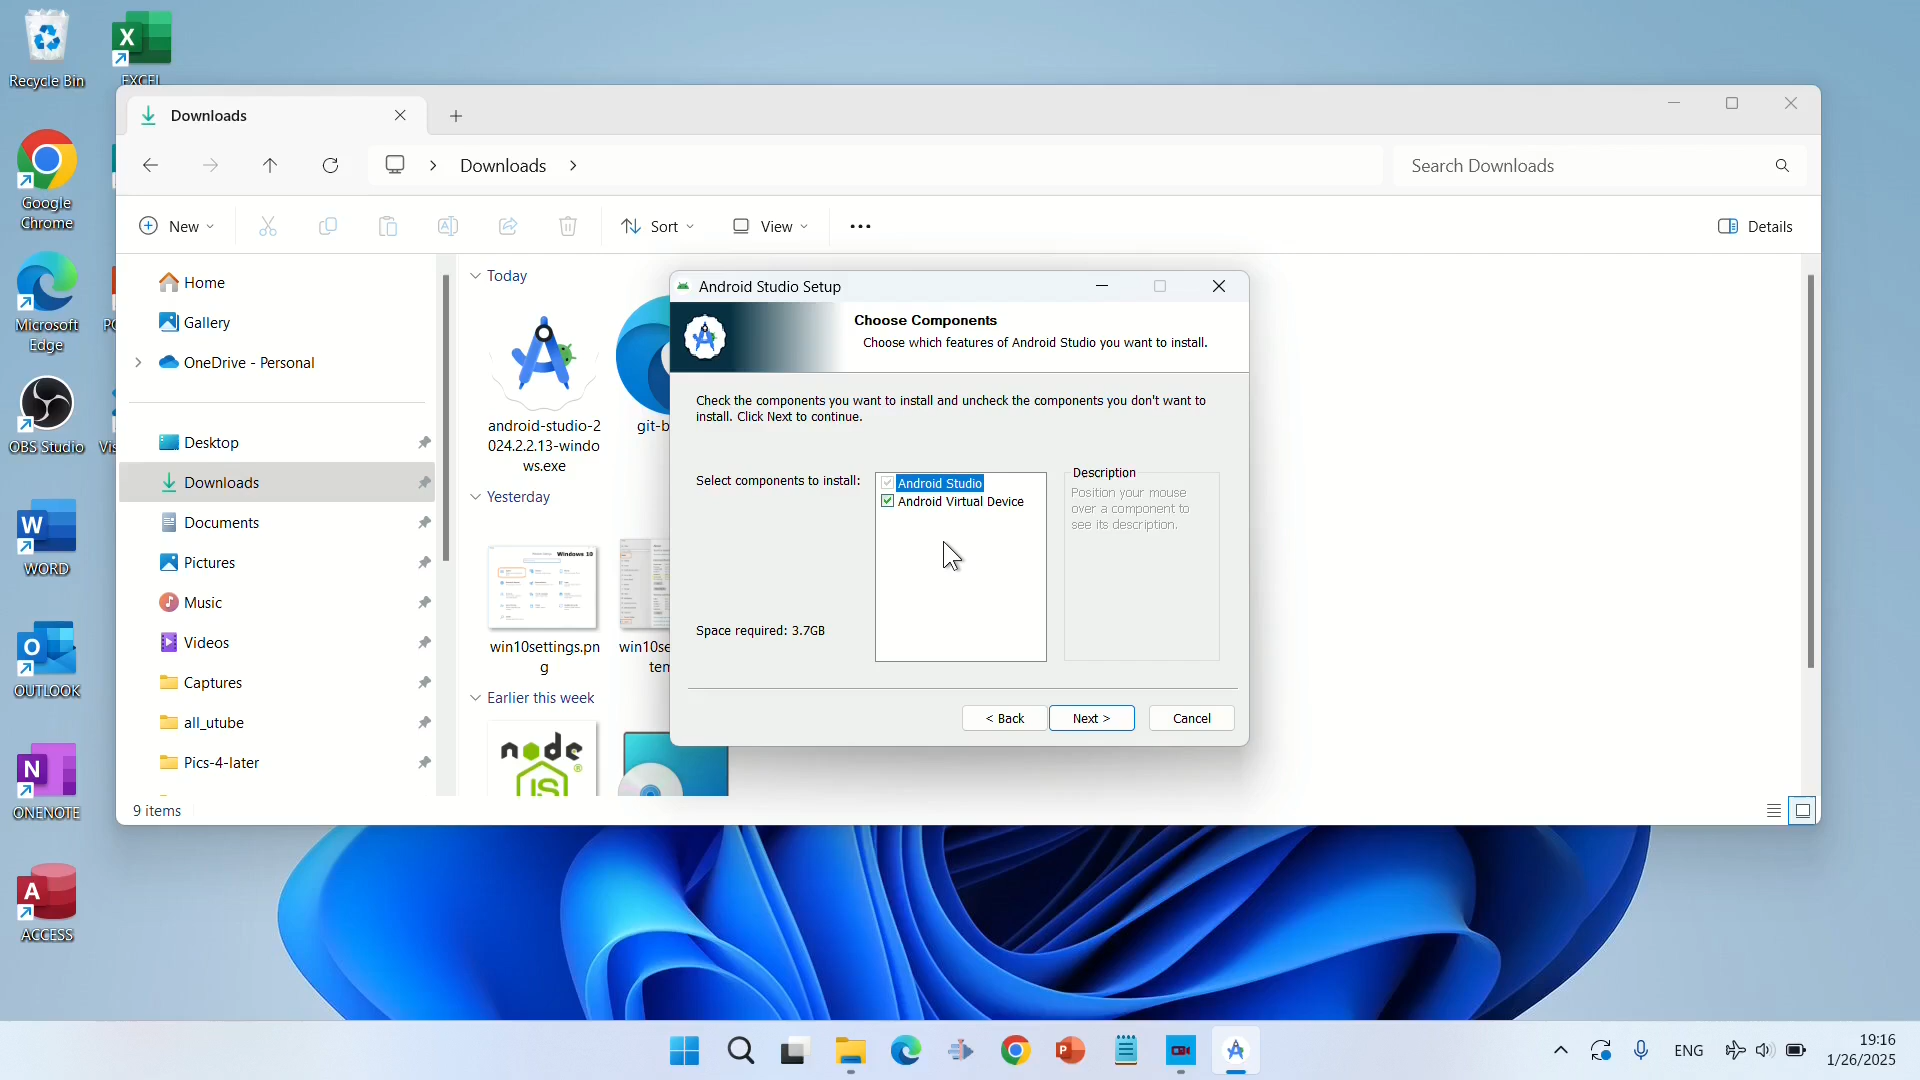 Recycle Bin
EXCEL
Google
Chrome
Microsoft
Edge
OBS Studio
WORD
OUTLOOK
ONENOTE
ACCESS
Downloads
Downloads
Search Downloads
New
Sort
View
Details
Home
Gallery
OneDrive - Personal
Desktop
Downloads
Documents
Pictures
Music
Videos
Captures
all_utube
Pics-4-later
9 items
Today
android-studio-2
024.2.2.13-windo
ws.exe
git-b
Yesterday
Windows 10
win10settings.pn
g
win10se
tem
Earlier this week
node
JS
Android Studio Setup
Choose Components
Choose which features of Android Studio you want to install.
Check the components you want to install and uncheck the components you don't want to
install. Click Next to continue.
Select components to install:
Android Studio
Android Virtual Device
Description
Position your mouse
over a component to
see its description.
Space required: 3.7GB
< Back
Next >
Cancel
ENG
19:16
1/26/2025